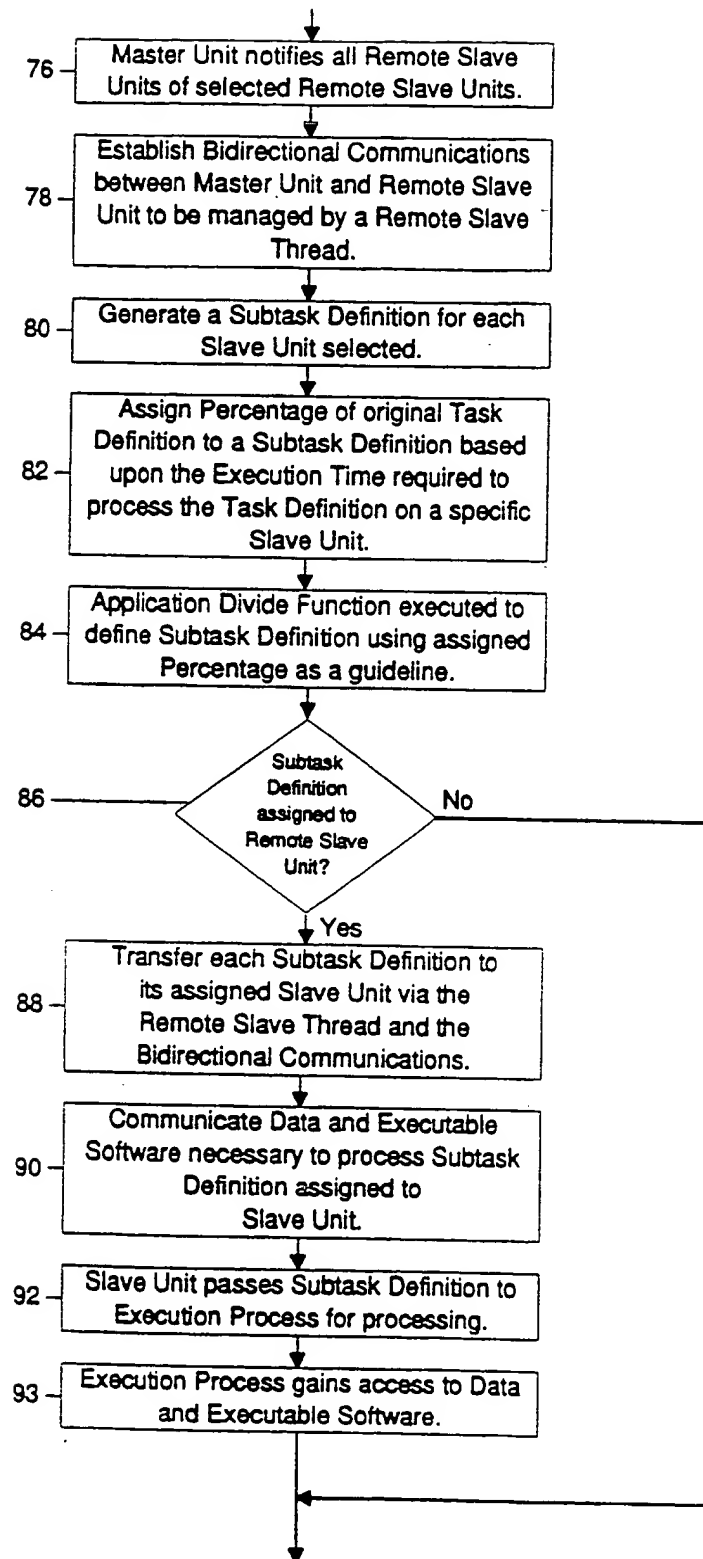 76
Master Unit notifies all Remote Slave
Units of selected Remote Slave Units.
78
Establish Bidirectional Communications
between Master Unit and Remote Slave
Unit to be managed by a Remote Slave
Thread.
80
Generate a Subtask Definition for each
Slave Unit selected.
82
Assign Percentage of original Task
Definition to a Subtask Definition based
upon the Execution Time required to
process the Task Definition on a specific
Slave Unit.
84
Application Divide Function executed to
define Subtask Definition using assigned
Percentage as a guideline.
86
Subtask
Definition
assigned to
Remote Slave
Unit?
No
Yes
88
Transfer each Subtask Definition to
its assigned Slave Unit via the
Remote Slave Thread and the
Bidirectional Communications.
90
Communicate Data and Executable
Software necessary to process Subtask
Definition assigned to
Slave Unit.
92
Slave Unit passes Subtask Definition to
Execution Process for processing.
93
Execution Process gains access to Data
and Executable Software.